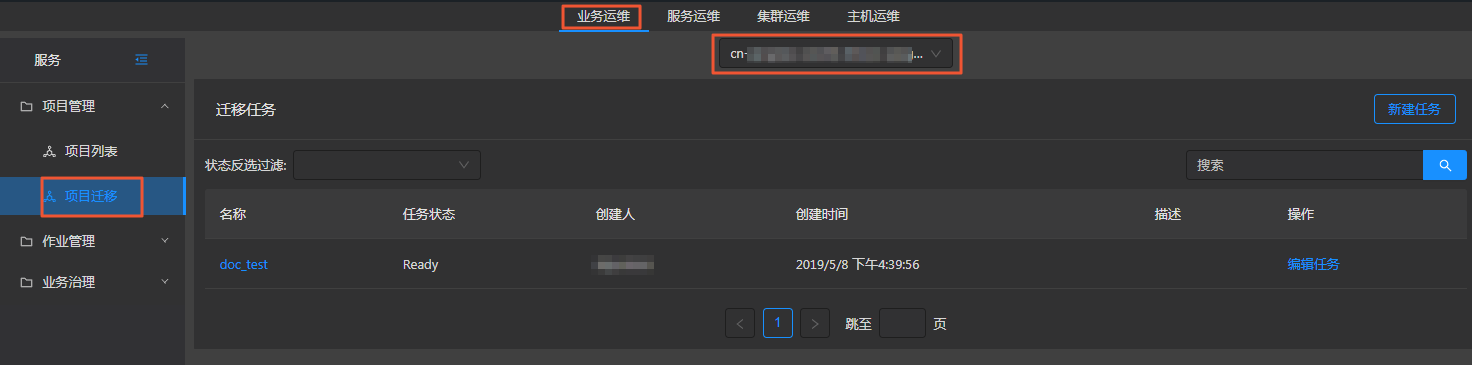 业务运维 服务运维 集群运维 主机运维
服务
cn-
项目管理
项目列表
项目迁移
作业管理
业务治理
迁移任务
新建任务
状态反选过滤:
搜索
名称 任务状态 创建人 创建时间 描述 操作
doc_test Ready 2019/5/8 下午4:39:56 编辑任务
< 1 > 跳至 页